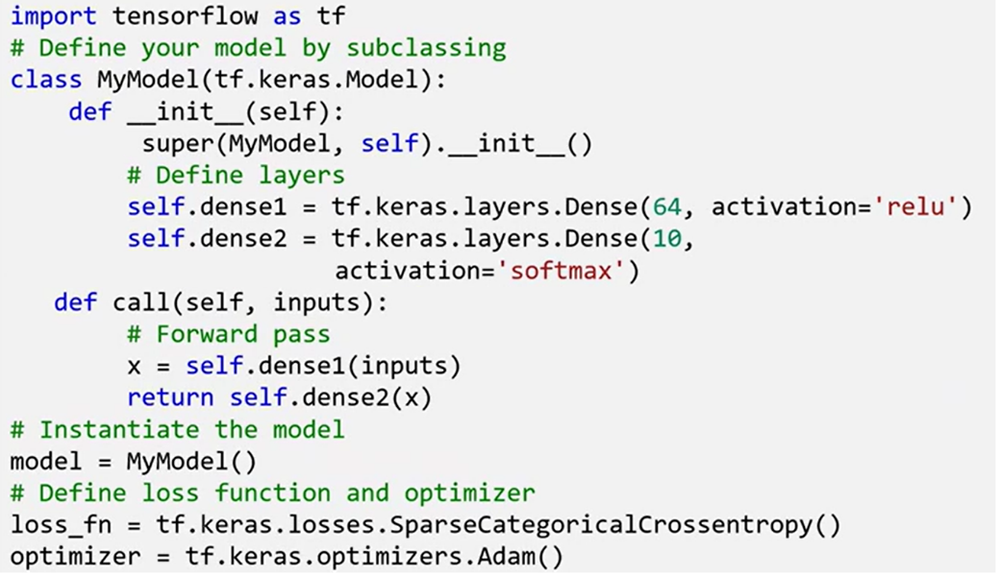 import tensorflow as tf
# Define your model by subclassing
class MyModel(tf.keras.Model):
    def __init__(self):
         super(MyModel, self).__init__()
        # Define layers
        self.dense1 = tf.keras.layers.Dense(64, activation='relu')
        self.dense2 = tf.keras.layers.Dense(10,
                      activation='softmax')
   def call(self, inputs):
        # Forward pass
        x = self.dense1(inputs)
        return self.dense2(x)
# Instantiate the model
model = MyModel()
# Define loss function and optimizer
loss_fn = tf.keras.losses.SparseCategoricalCrossentropy()
optimizer = tf.keras.optimizers.Adam()